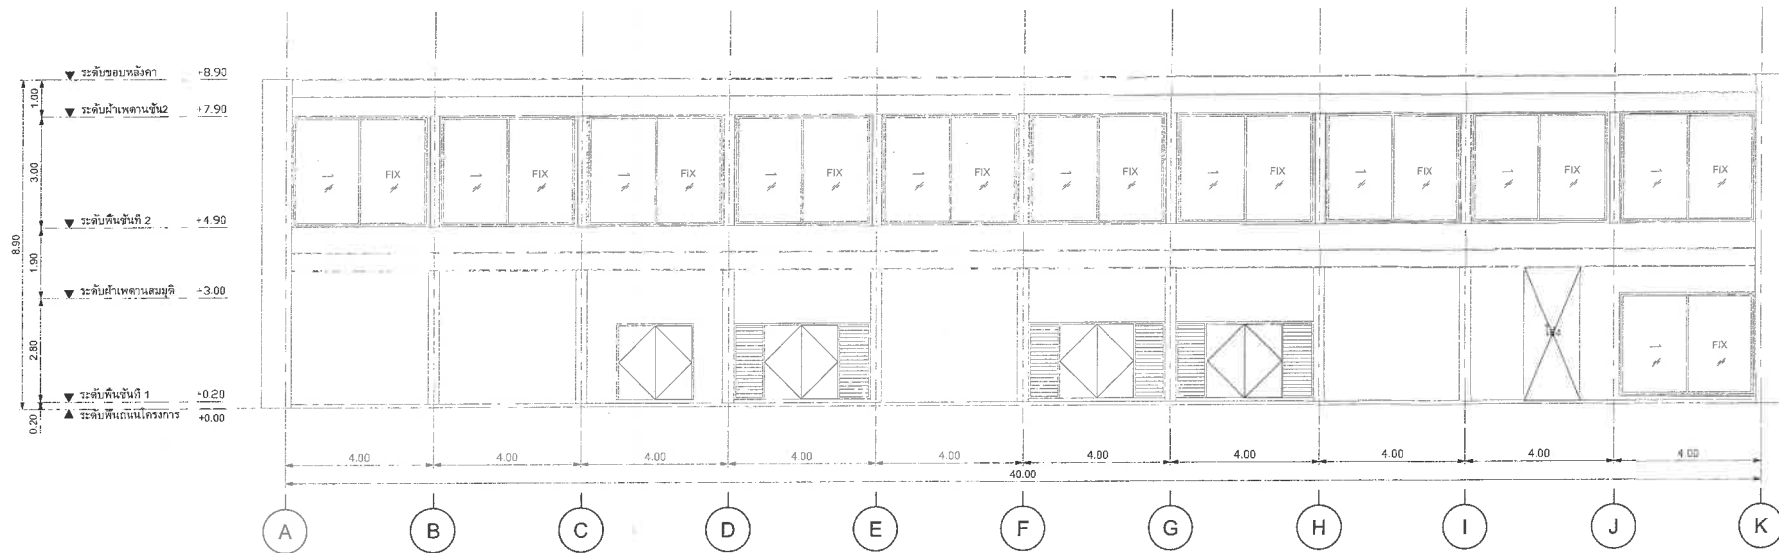 ระดับขอบหลังคา +8.90
ระดับฝ้าเพดานชั้น2 +7.90
ระดับพื้นชั้นที่ 2 +4.90
ระดับฝ้าเพดานสมมุติ +3.00
ระดับพื้นชั้นที่ 1 +0.20
ระดับพื้นถนนโครงการ +0.00
1.00
3.00
1.90
2.80
0.20
8.90
FIX FIX FIX FIX FIX FIX FIX FIX FIX FIX
FIX
4.00 4.00 4.00 4.00 4.00 4.00 4.00 4.00 4.00 4.00
40.00
A B C D E F G H I J K